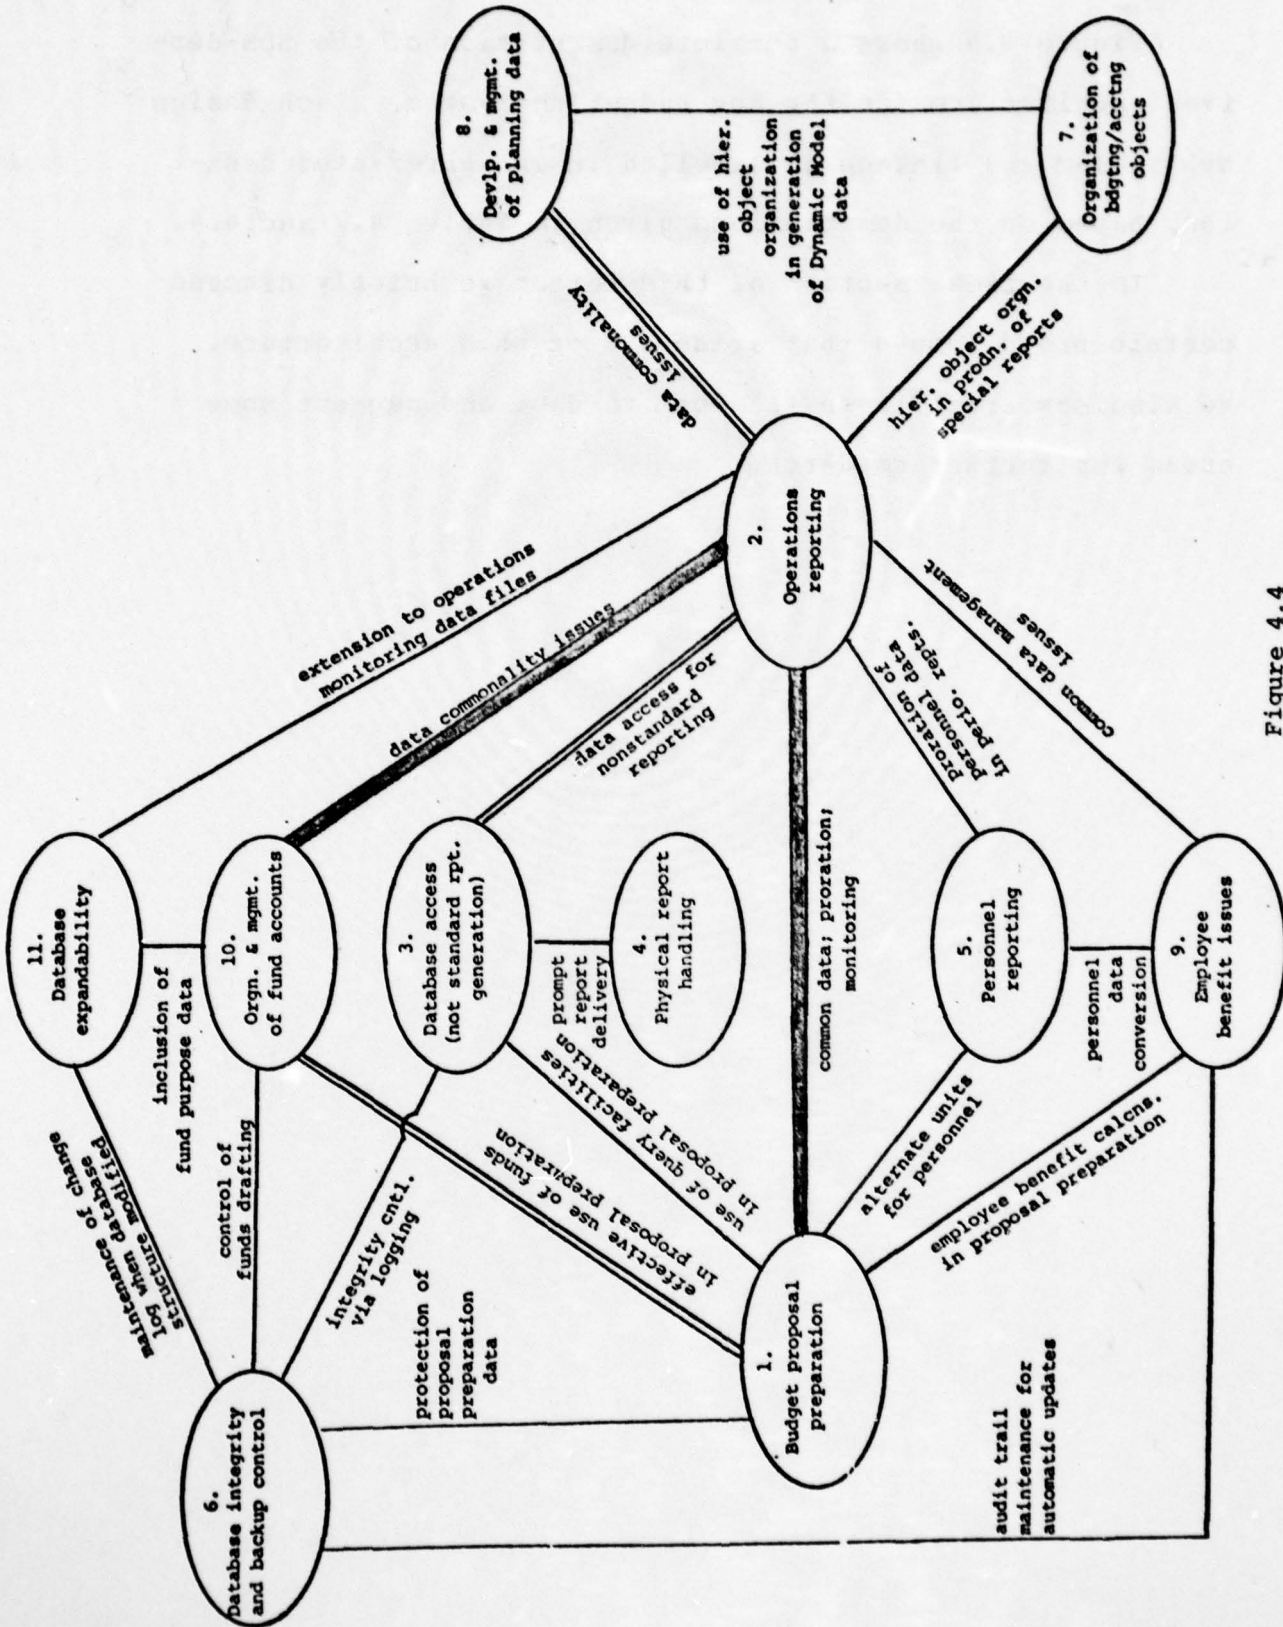 8.
Devlp. & mgmt.
of planning data
use of hier.
object
organization
in generation
of Dynamic Model
data
7.
Organization of
bdgtng/acctng
objects
data commonality
issues
hier. object orgn.
in prodn. of
special reports
2.
Operations
reporting
extension to operations
monitoring data files
data commonality issues
data access for
nonstandard
reporting
common data; proration;
monitoring
proration of
personnel data
in perio. repts.
common data management
issues
11.
Database
expandability
inclusion of
fund purpose data
10.
Orgn. & mgmt.
of fund accounts
3.
Database access
(not standard rpt.
generation)
prompt
report
delivery
4.
Physical report
handling
5.
Personnel
reporting
personnel
data
conversion
9.
Employee
benefit issues
maintenance of change
log when database
structure modified
control of
funds drafting
integrity cntl.
via logging
effective use of funds
in proposal preparation
use of query facilities
in proposal preparation
alternate units
for personnel
employee benefit calcns.
in proposal preparation
6.
Database integrity
and backup control
protection of
proposal
preparation
data
1.
Budget proposal
preparation
audit trail
maintenance for
automatic updates
Figure 4.4